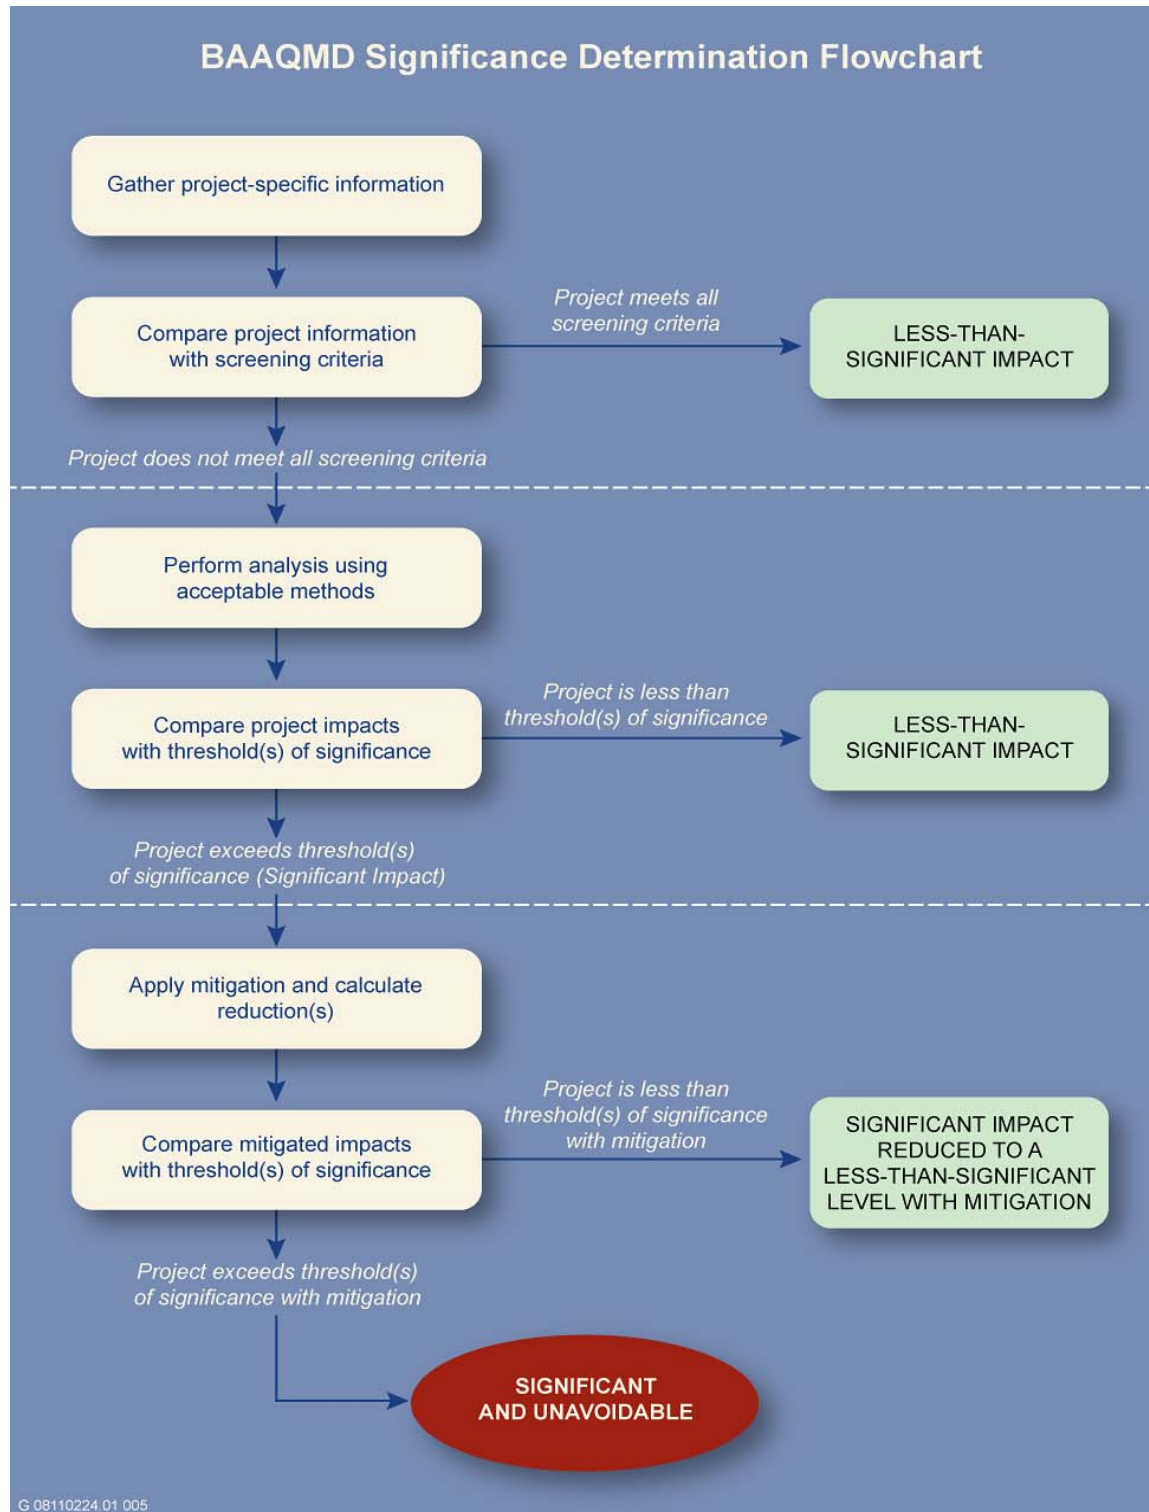 BAAQMD Significance Determination Flowchart
Gather project-specific information
Project meets all
screening criteria
Compare project information
with screening criteria
LESS-THAN-
SIGNIFICANT IMPACT
Project does not meet all screening criteria
Perform analysis using
acceptable methods
Project is less than
threshold(s) of significance
Compare project impacts
with threshold(s) of significance
LESS-THAN-
SIGNIFICANT IMPACT
Project exceeds threshold(s)
of significance (Significant Impact)
Apply mitigation and calculate
reduction(s)
Project is less than
threshold(s) of significance
with mitigation
Compare mitigated impacts
with threshold(s) of significance
SIGNIFICANT IMPACT
REDUCED TO A
LESS-THAN-SIGNIFICANT
LEVEL WITH MITIGATION
Project exceeds threshold(s)
of significance with mitigation
SIGNIFICANT
AND UNAVOIDABLE
G 08110224.01 005